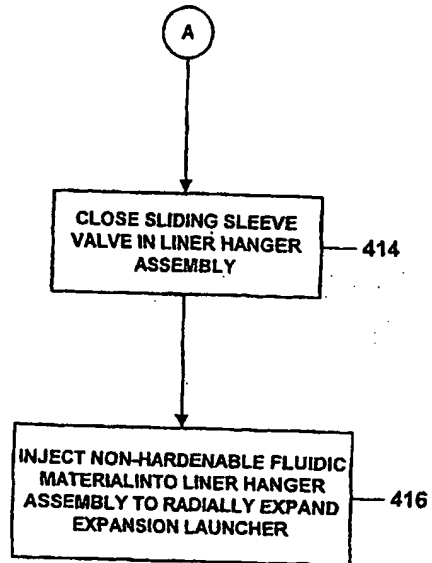 A
CLOSE SLIDING SLEEVE
VALVE IN LINER HANGER
ASSEMBLY
414
INJECT NON-HARDENABLE FLUIDIC
MATERIALINTO LINER HANGER
ASSEMBLY TO RADIALLY EXPAND
EXPANSION LAUNCHER
416